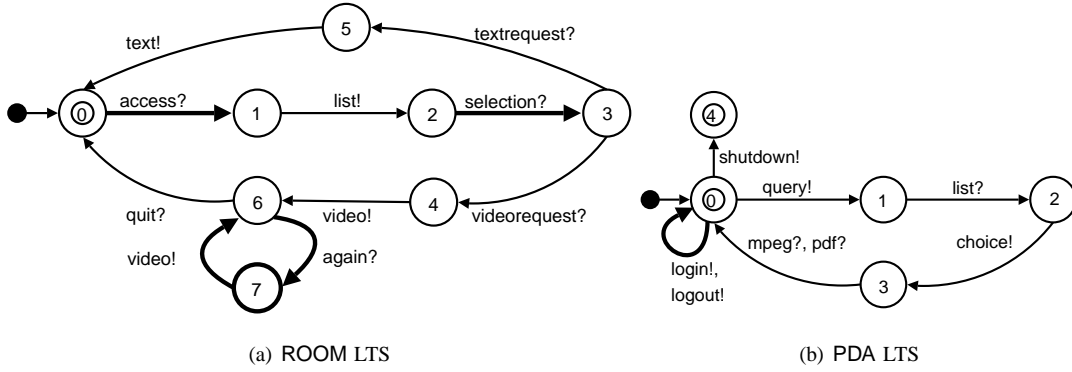 5
text!
textrequest?
0
access?
1
list!
2
selection?
3
quit?
6
video!
4
videorequest?
video!
again?
7
(a) ROOM LTS
4
shutdown!
0
query!
1
list?
2
mpeg?, pdf?
choice!
login!,
logout!
3
(b) PDA LTS